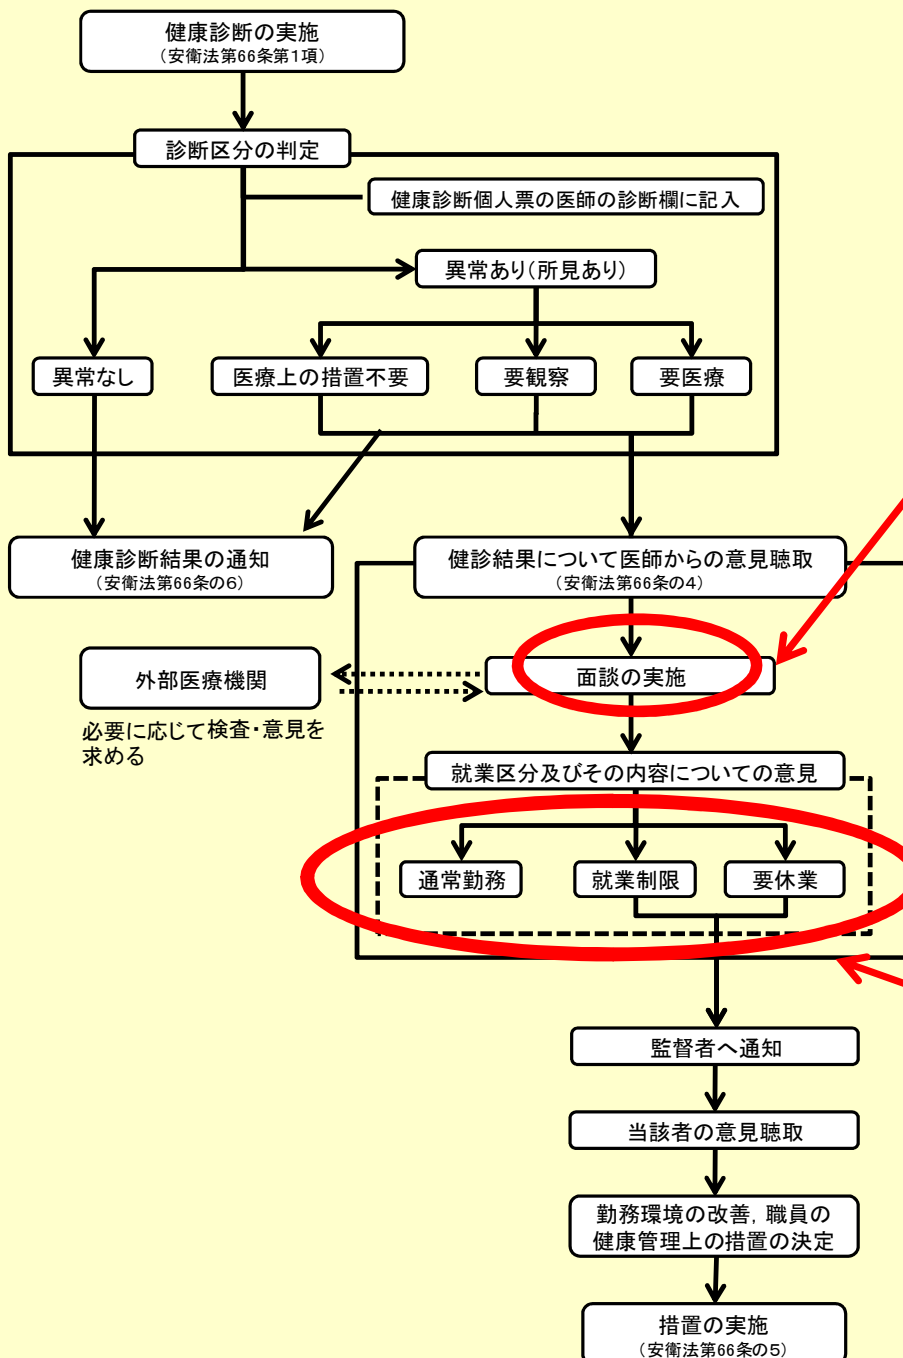 健康診断の実施
（安衛法第66条第1項）
診断区分の判定
健康診断個人票の医師の診断欄に記入
異常あり（所見あり）
異常なし
医療上の措置不要
要観察
要医療
健康診断結果の通知
（安衛法第66条の6）
健診結果について医師からの意見聴取
（安衛法第66条の4）
外部医療機関
面談の実施
必要に応じて検査・意見を
求める
就業区分及びその内容についての意見
通常勤務
就業制限
要休業
監督者へ通知
当該者の意見聴取
勤務環境の改善，職員の
健康管理上の措置の決定
措置の実施
（安衛法第66条の5）